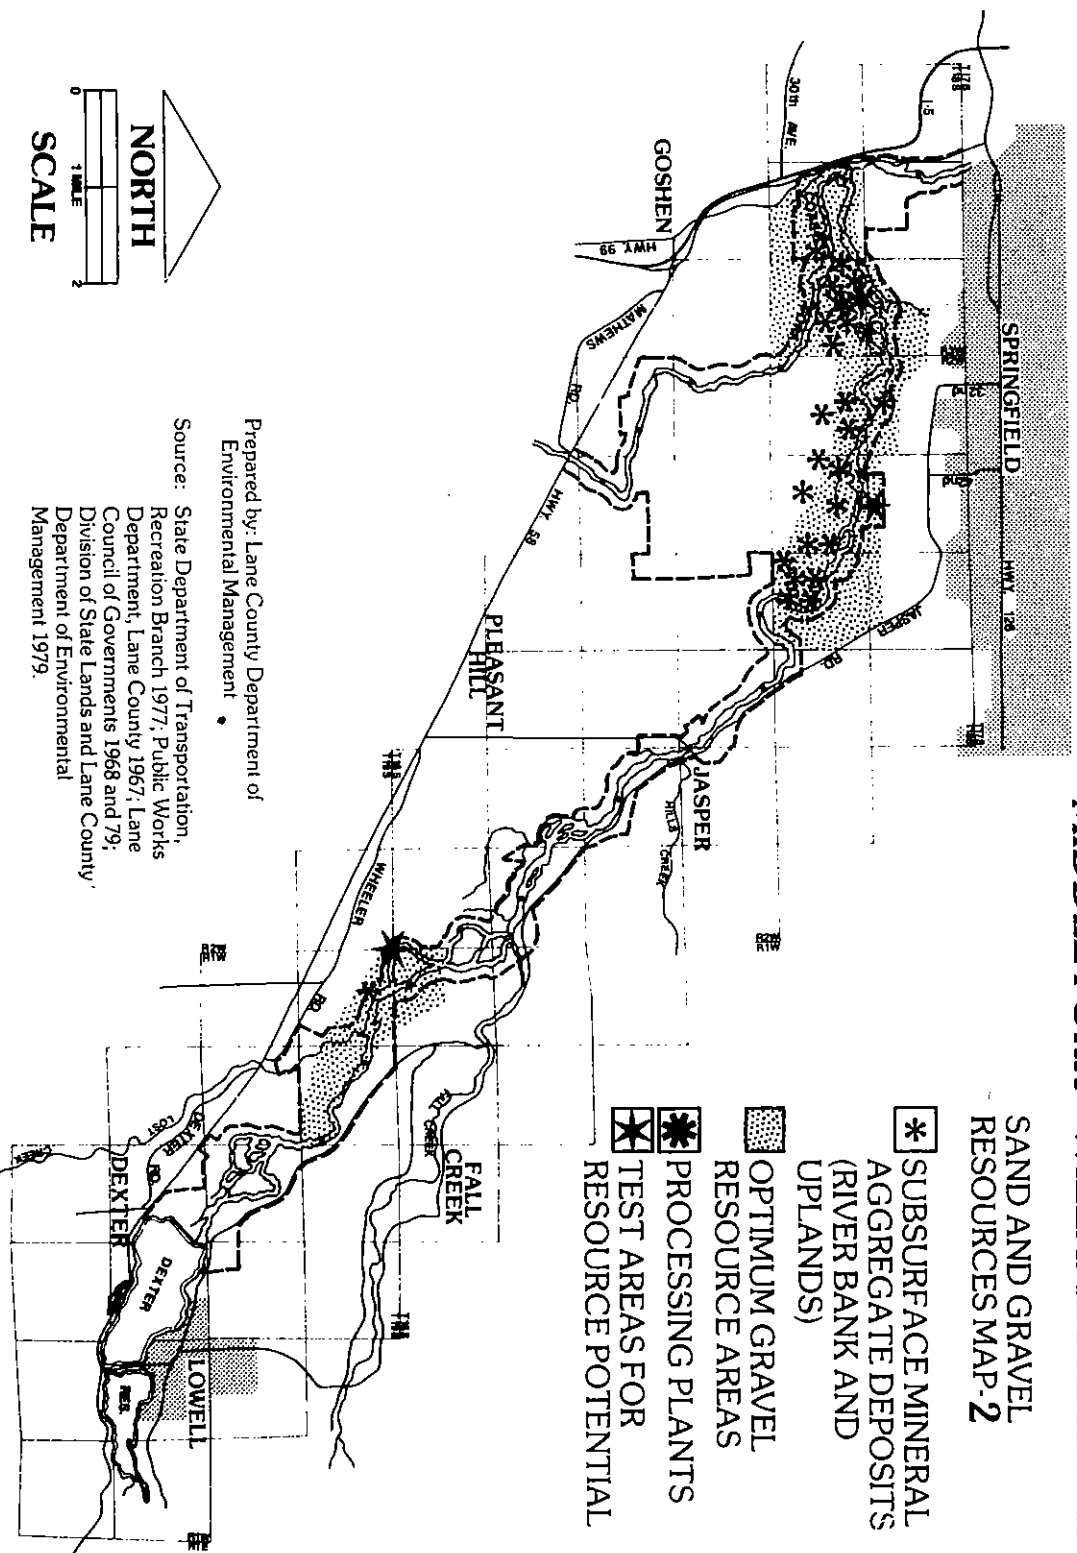 SAND AND GRAVEL
RESOURCES MAP-2
SUBSURFACE MINERAL
AGGREGATE DEPOSITS
(RIVER BANK AND
UPLANDS)
OPTIMUM GRAVEL
RESOURCE AREAS
PROCESSING PLANTS
TEST AREAS FOR
RESOURCE POTENTIAL
SPRINGFIELD
HWY. 126
I-5
30th AVE.
GOSHEN
HWY 99
MATHEWS
RD.
HWY. 58
JASPER
RD.
PLEASANT
HILL
JASPER
HILLS
CREEK
WHEELER
RD.
FALL
CREEK
FALL
CREEK
LOST
CREEK
DEXTER
RD.
DEXTER
DEXTER
RES.
LOWELL
NORTH
0
1 MILE
2
SCALE
Prepared by: Lane County Department of
Environmental Management
Source: State Department of Transportation,
Recreation Branch 1977; Public Works
Department, Lane County 1967; Lane
Council of Governments 1968 and 79;
Division of State Lands and Lane County
Department of Environmental
Management 1979.